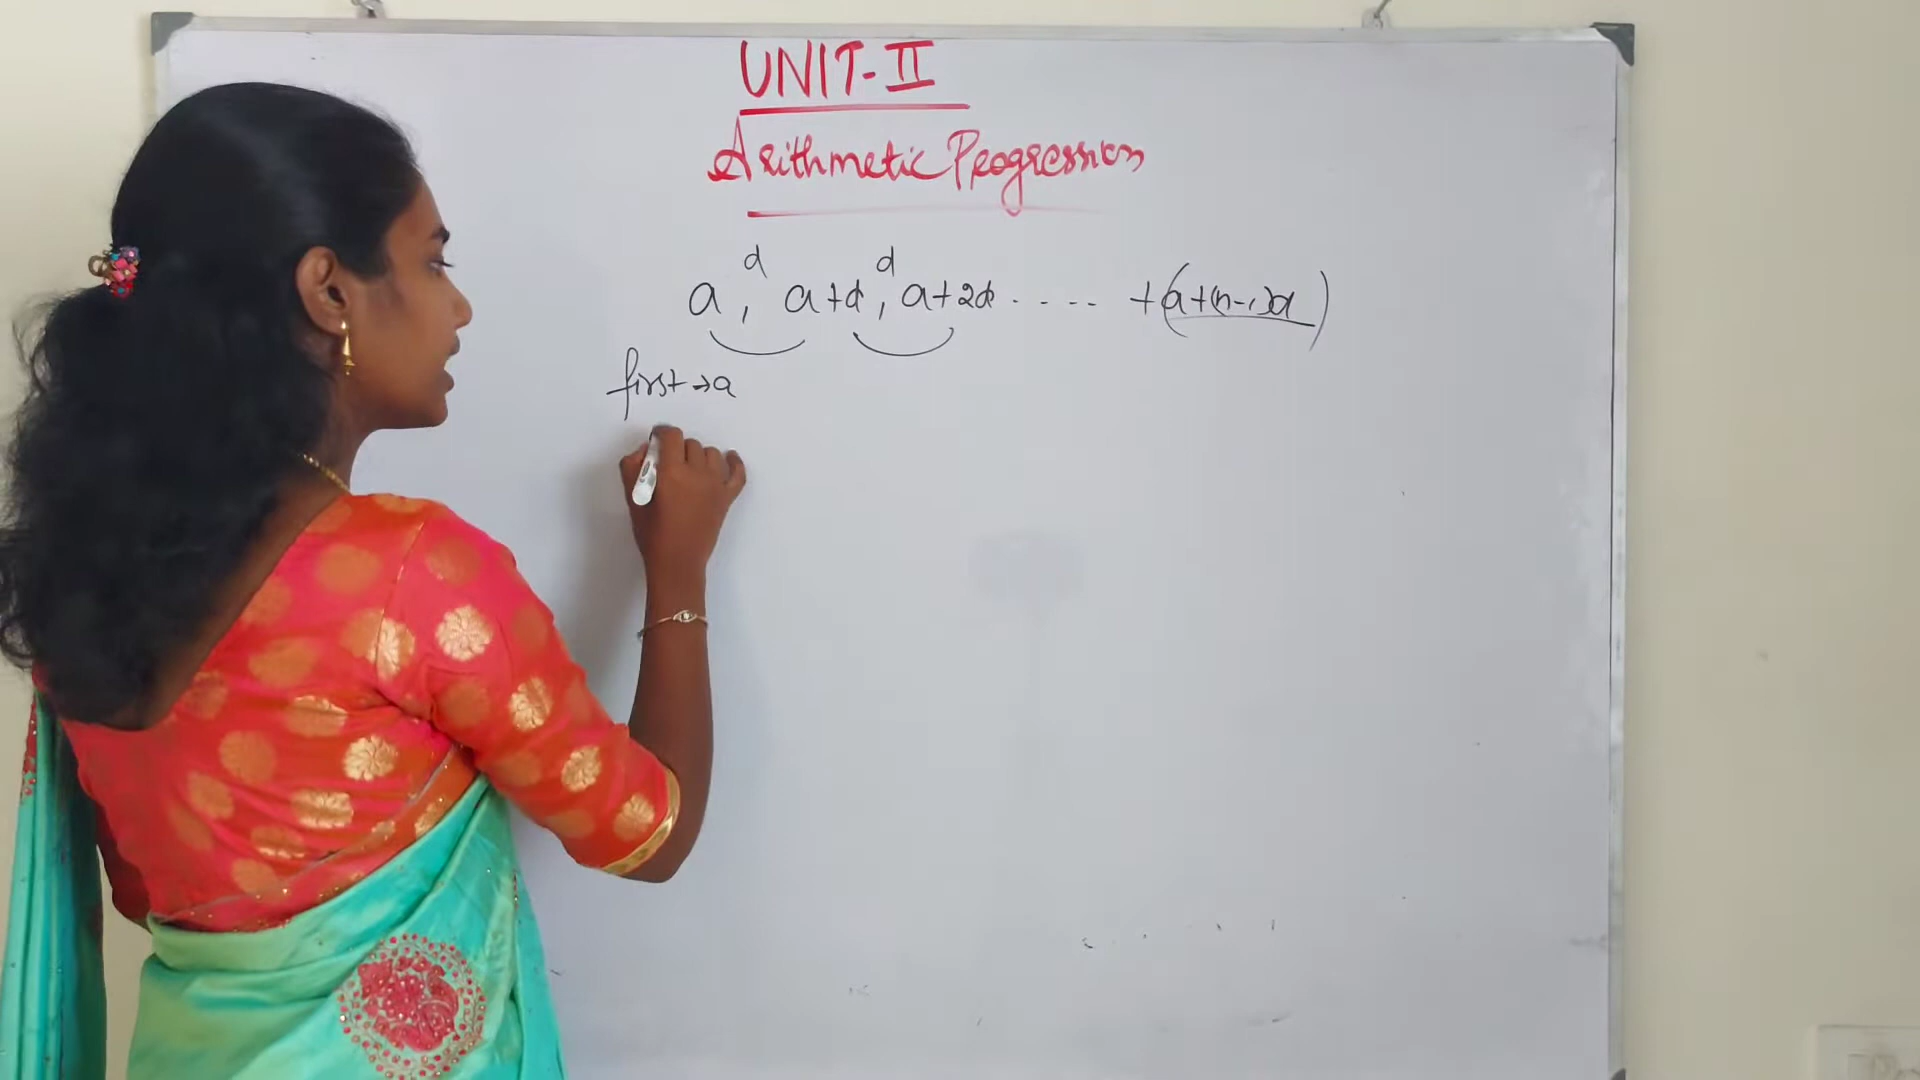 UNIT-II
Arithmetic Progression
d d
a, a+d, a+2d ..... +(a+(n-1)d)
first→a